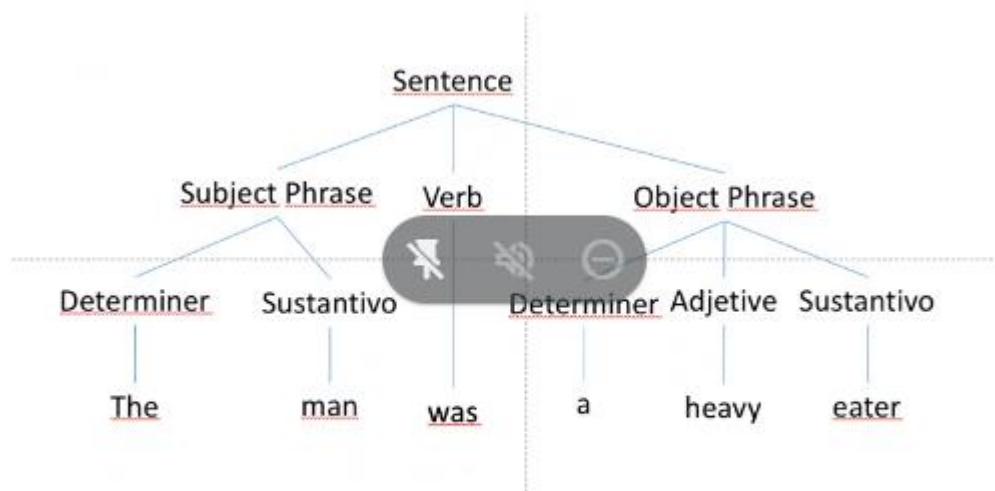 Sentence
Subject Phrase Verb Object Phrase
Determiner Sustantivo Determiner Adjetive Sustantivo
The man was a heavy eater